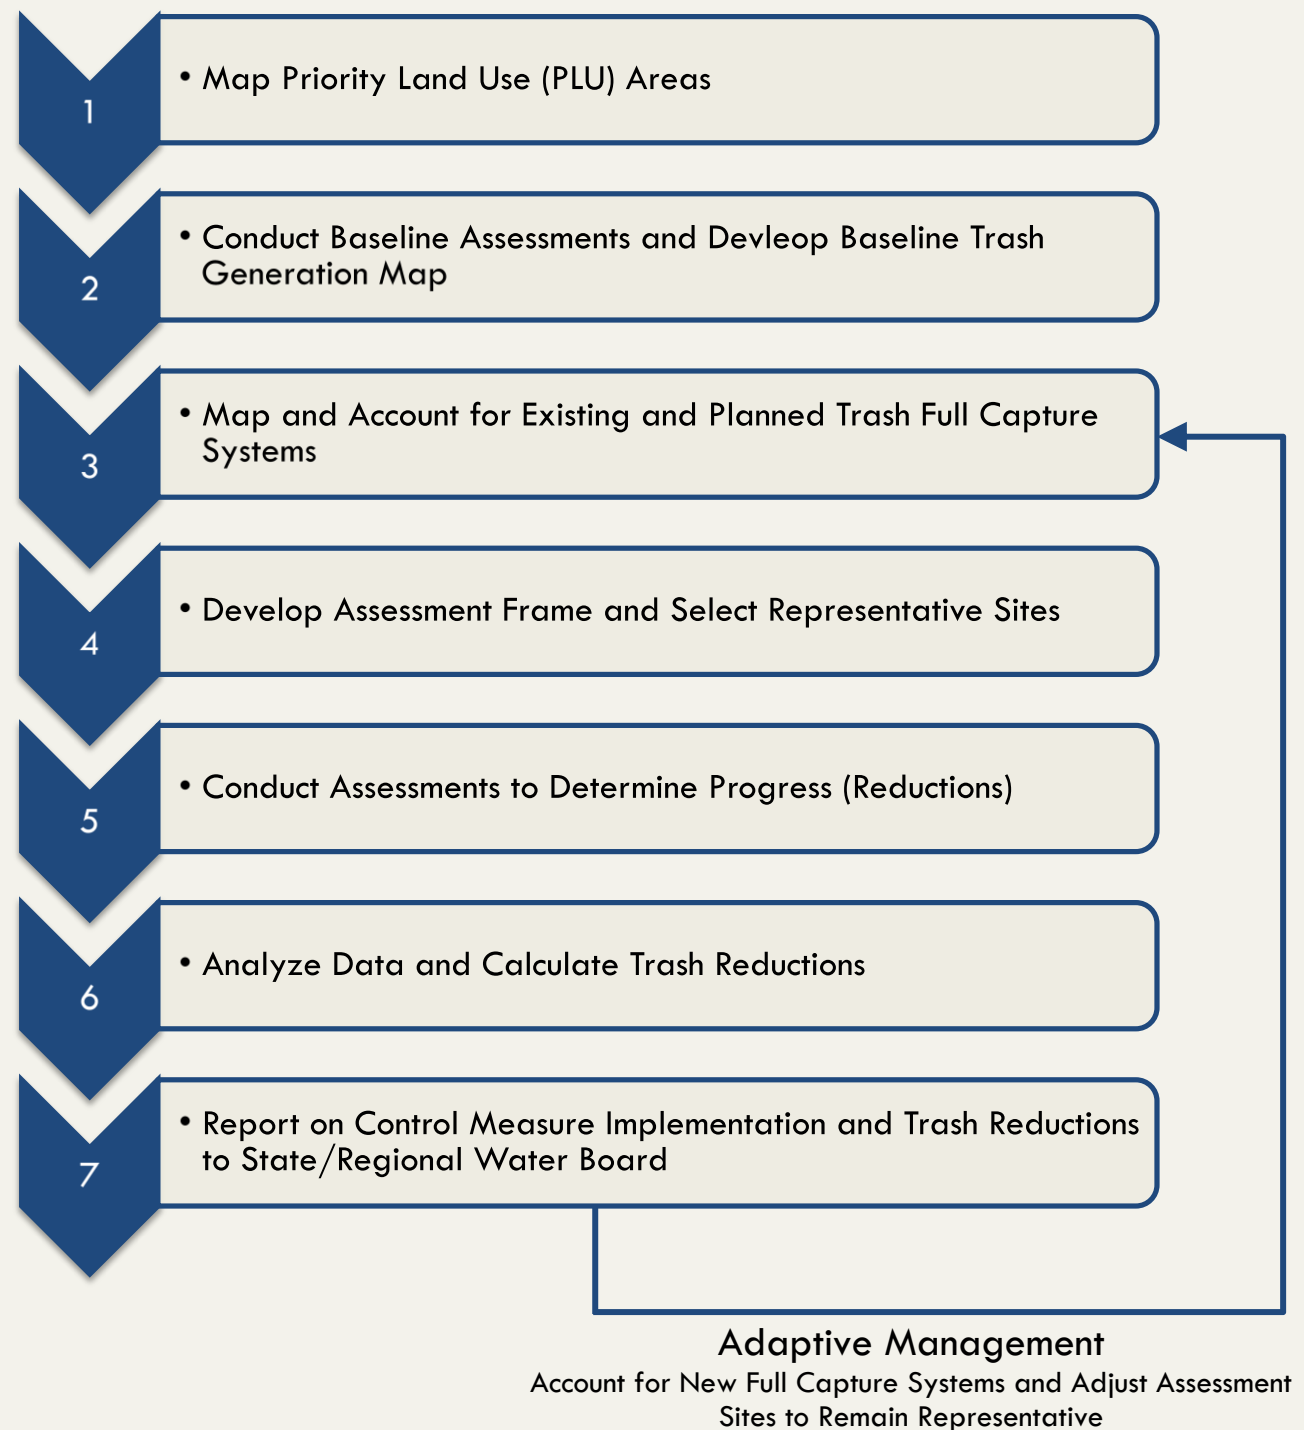 1
• Map Priority Land Use (PLU) Areas
2
• Conduct Baseline Assessments and Devleop Baseline Trash
Generation Map
3
• Map and Account for Existing and Planned Trash Full Capture
Systems
4
• Develop Assessment Frame and Select Representative Sites
5
• Conduct Assessments to Determine Progress (Reductions)
6
• Analyze Data and Calculate Trash Reductions
7
• Report on Control Measure Implementation and Trash Reductions
to State/Regional Water Board
Adaptive Management
Account for New Full Capture Systems and Adjust Assessment
Sites to Remain Representative